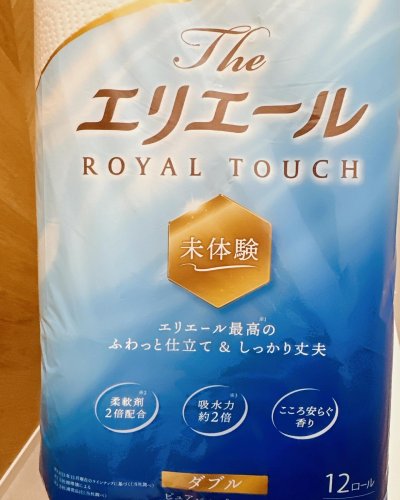 The
エリエール
ROYAL TOUCH
未体験
エリエール最高の※1
ふわっと仕立て & しっかり丈夫
柔軟剤※2
2倍配合
吸水力※3
約2倍
こころ安らぐ
香り
ダブル
12ロール